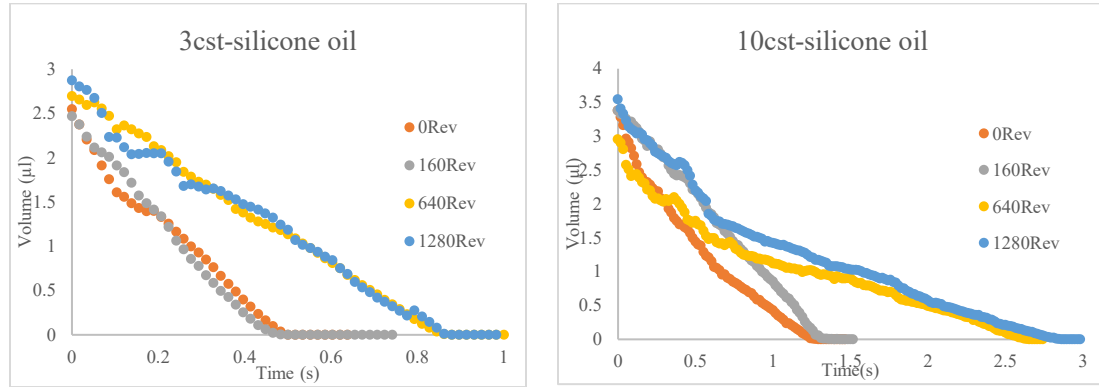 3cst-silicone oil
3
2.5
2
1.5
1
0.5
0
Volume (µl)
0
0.2
0.4
0.6
0.8
1
Time (s)
0Rev
160Rev
640Rev
1280Rev
10cst-silicone oil
4
3.5
3
2.5
2
1.5
1
0.5
0
Volume (µl)
0
0.5
1
1.5
2
2.5
3
Time(s)
0Rev
160Rev
640Rev
1280Rev